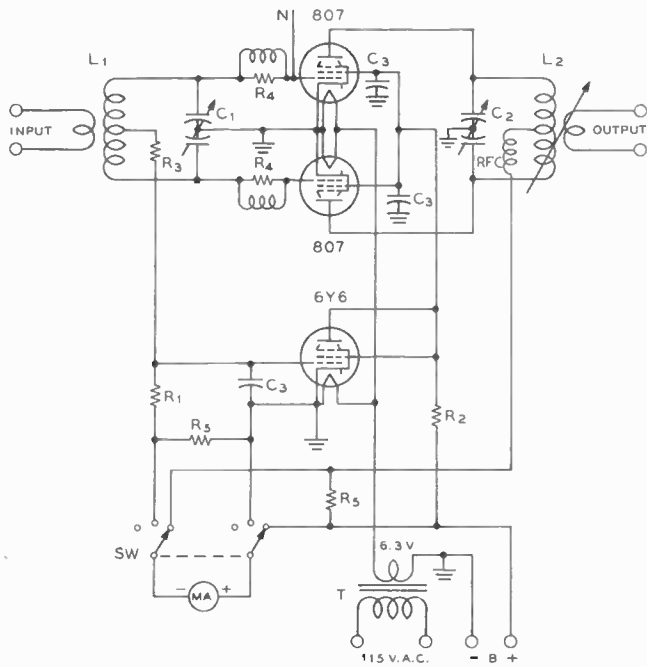 N
807
L1
L2
C3
R4
C1
C2
INPUT
OUTPUT
R3
RFC
R4
C3
807
6Y6
C3
R1
R2
R5
R5
SW
6.3 V
- MA +
T
115 V.A.C.
- B +